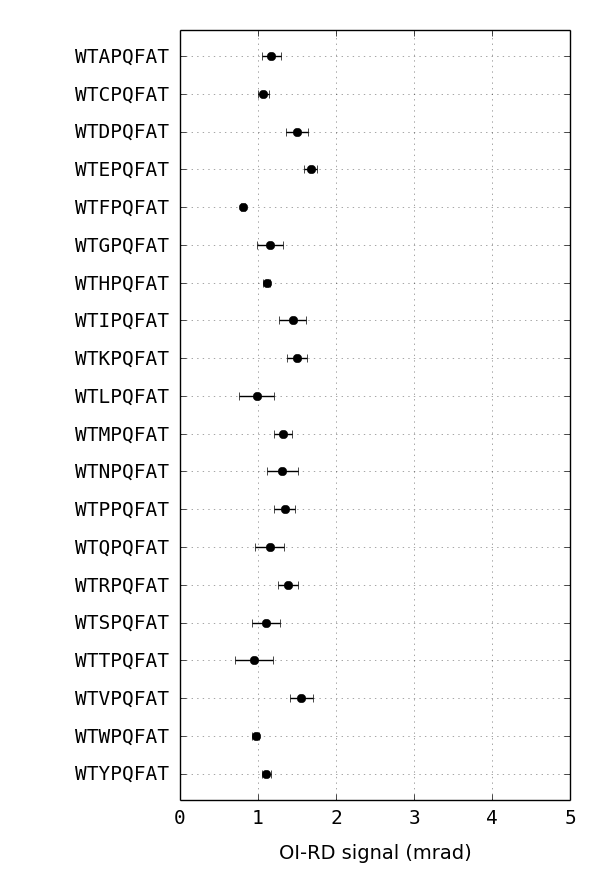 WTAPQFAT
WTCPQFAT
WTDPQFAT
WTEPQFAT
WTFPQFAT
WTGPQFAT
WTHPQFAT
WTIPQFAT
WTKPQFAT
WTLPQFAT
WTMPQFAT
WTNPQFAT
WTPPQFAT
WTQPQFAT
WTRPQFAT
WTSPQFAT
WTTPQFAT
WTVPQFAT
WTWPQFAT
WTYPQFAT
0 1 2 3 4 5
OI-RD signal (mrad)